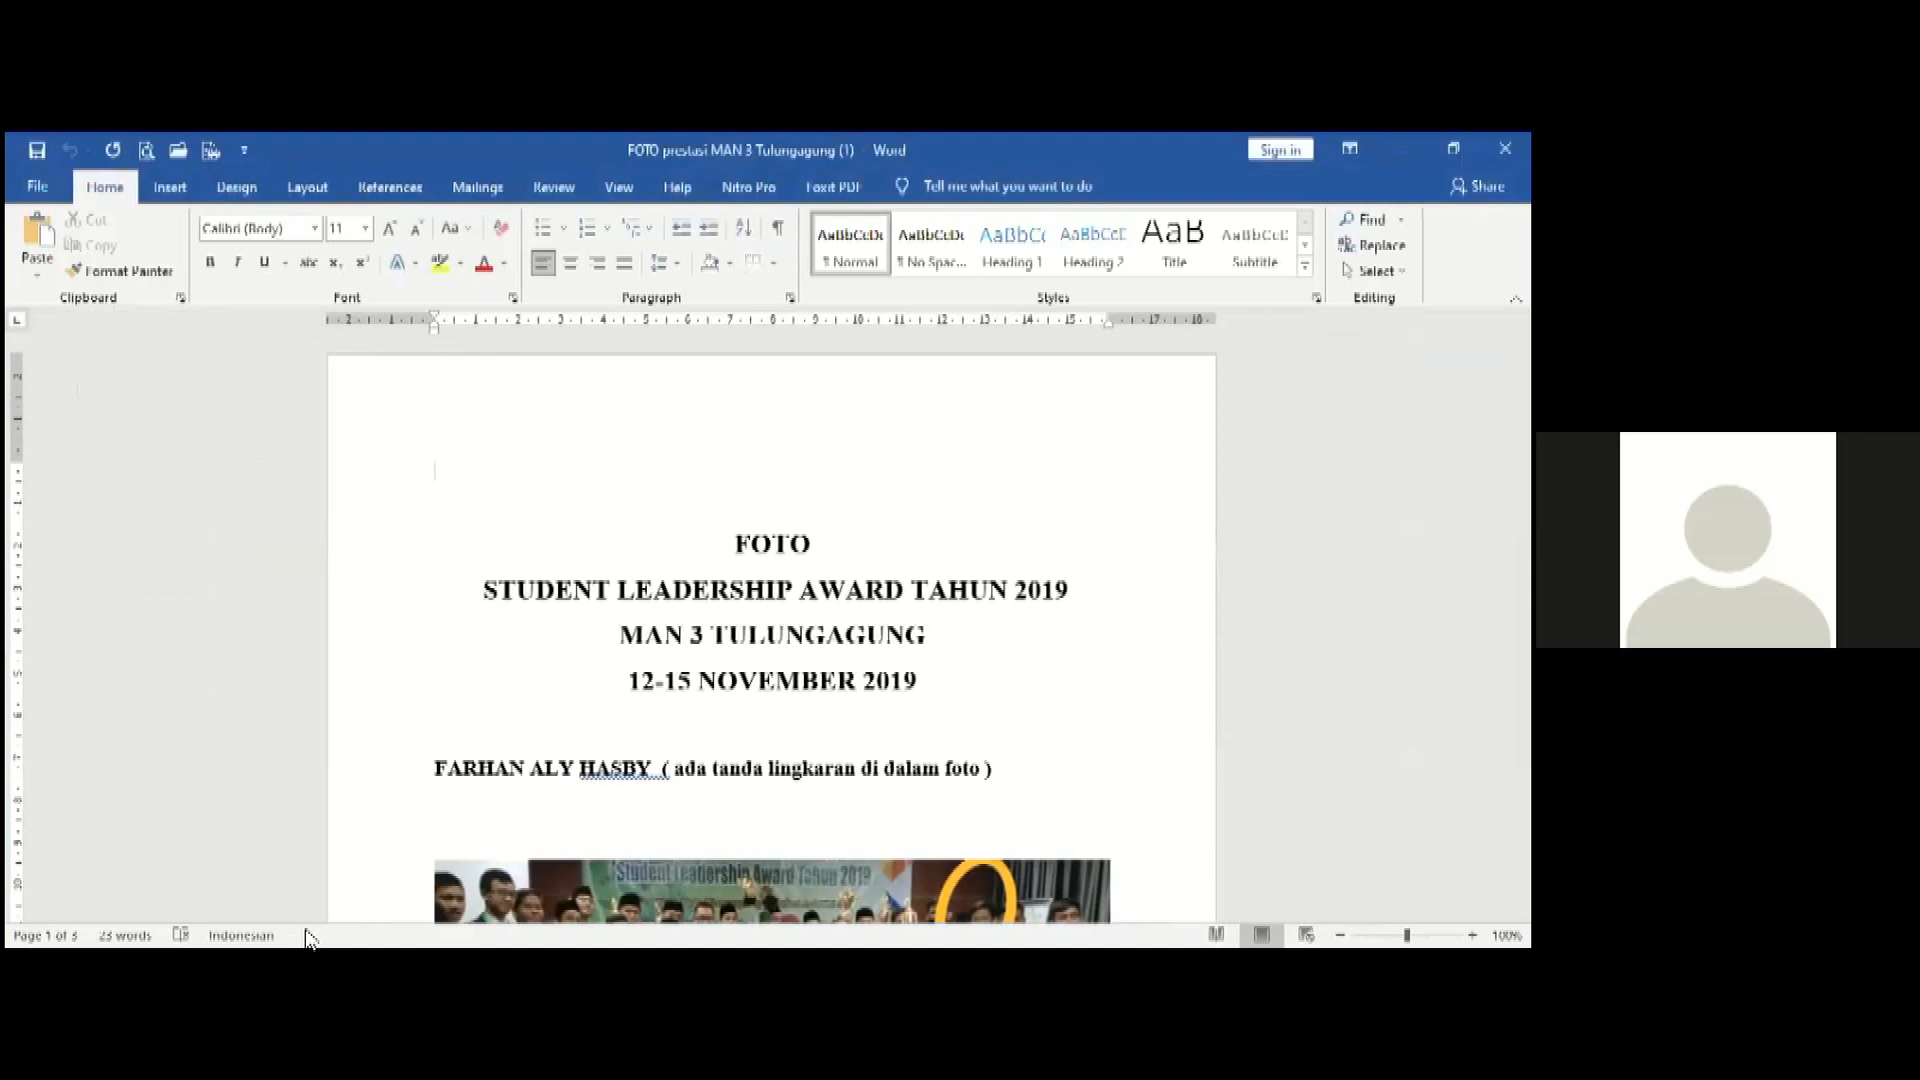 FOTO prestasi MAN 3 Tulungagung (1) - Word
Sign in
File Home Insert Design Layout References Mailings Review View Help Nitro Pro Foxit PDF Tell me what you want to do Share
Paste
Cut
Copy
Format Painter
Clipboard
Calibri (Body) 11
Font
Paragraph
AaBbCcDc AaBbCcDc AaBbC( AaBbCcE AaB AaBbCcD
¶ Normal ¶ No Spac... Heading 1 Heading 2 Title Subtitle
Styles
Find
Replace
Select
Editing
FOTO
STUDENT LEADERSHIP AWARD TAHUN 2019
MAN 3 TULUNGAGUNG
12-15 NOVEMBER 2019
FARHAN ALY HASBY ( ada tanda lingkaran di dalam foto )
Student Leadership Award Tahun 2019
Page 1 of 3 23 words Indonesian 100%